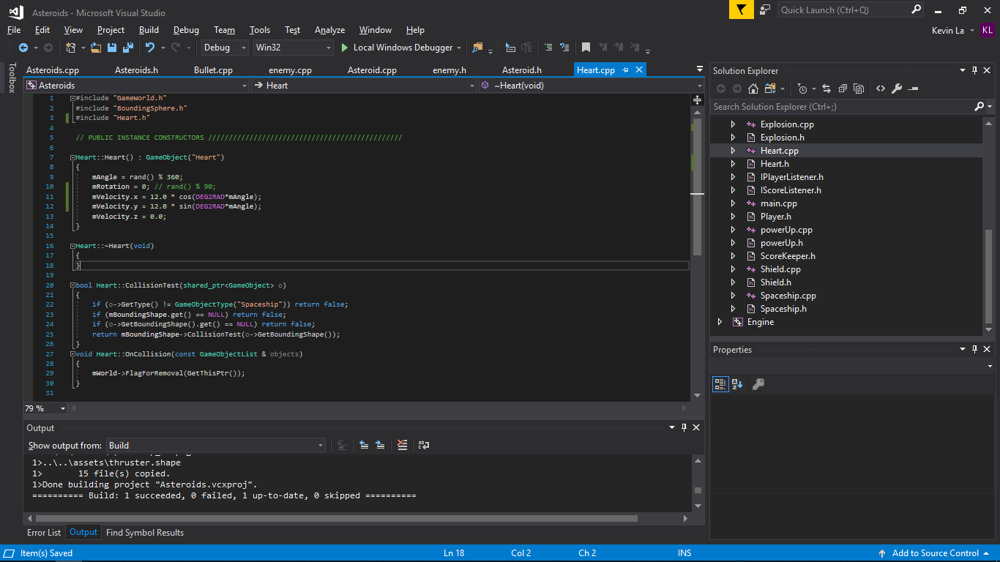 Asteroids - Microsoft Visual Studio
Quick Launch (Ctrl+Q)
File Edit View Project Build Debug Team Tools Test Analyze Window Help
Kevin La KL
Debug Win32 Local Windows Debugger
Toolbox
Asteroids.cpp Asteroids.h Bullet.cpp enemy.cpp Asteroid.cpp enemy.h Asteroid.h Heart.cpp
Asteroids Heart ~Heart(void)
1 #include "GameWorld.h"
2 #include "BoundingSphere.h"
3 #include "Heart.h"
4
5 // PUBLIC INSTANCE CONSTRUCTORS ////////////////////////////////////////////////
6
7 Heart::Heart() : GameObject("Heart")
8 {
9 mAngle = rand() % 360;
10 mRotation = 0; // rand() % 90;
11 mVelocity.x = 12.0 * cos(DEG2RAD*mAngle);
12 mVelocity.y = 12.0 * sin(DEG2RAD*mAngle);
13 mVelocity.z = 0.0;
14 }
15
16 Heart::~Heart(void)
17 {
18 }
19
20 bool Heart::CollisionTest(shared_ptr<GameObject> o)
21 {
22 if (o->GetType() != GameObjectType("Spaceship")) return false;
23 if (mBoundingShape.get() == NULL) return false;
24 if (o->GetBoundingShape().get() == NULL) return false;
25 return mBoundingShape->CollisionTest(o->GetBoundingShape());
26 }
27 void Heart::OnCollision(const GameObjectList & objects)
28 {
29 mWorld->FlagForRemoval(GetThisPtr());
30 }
31
79 %
Output
Show output from: Build
1>..\..\assets\thruster.shape
1> 15 file(s) copied.
1>Done building project "Asteroids.vcxproj".
========== Build: 1 succeeded, 0 failed, 1 up-to-date, 0 skipped ==========
Error List Output Find Symbol Results
Solution Explorer
Search Solution Explorer (Ctrl+;)
Explosion.cpp
Explosion.h
Heart.cpp
Heart.h
IPlayerListener.h
IScoreListener.h
main.cpp
Player.h
powerUp.cpp
powerUp.h
ScoreKeeper.h
Shield.cpp
Shield.h
Spaceship.cpp
Spaceship.h
Engine
Properties
Item(s) Saved Ln 18 Col 2 Ch 2 INS Add to Source Control